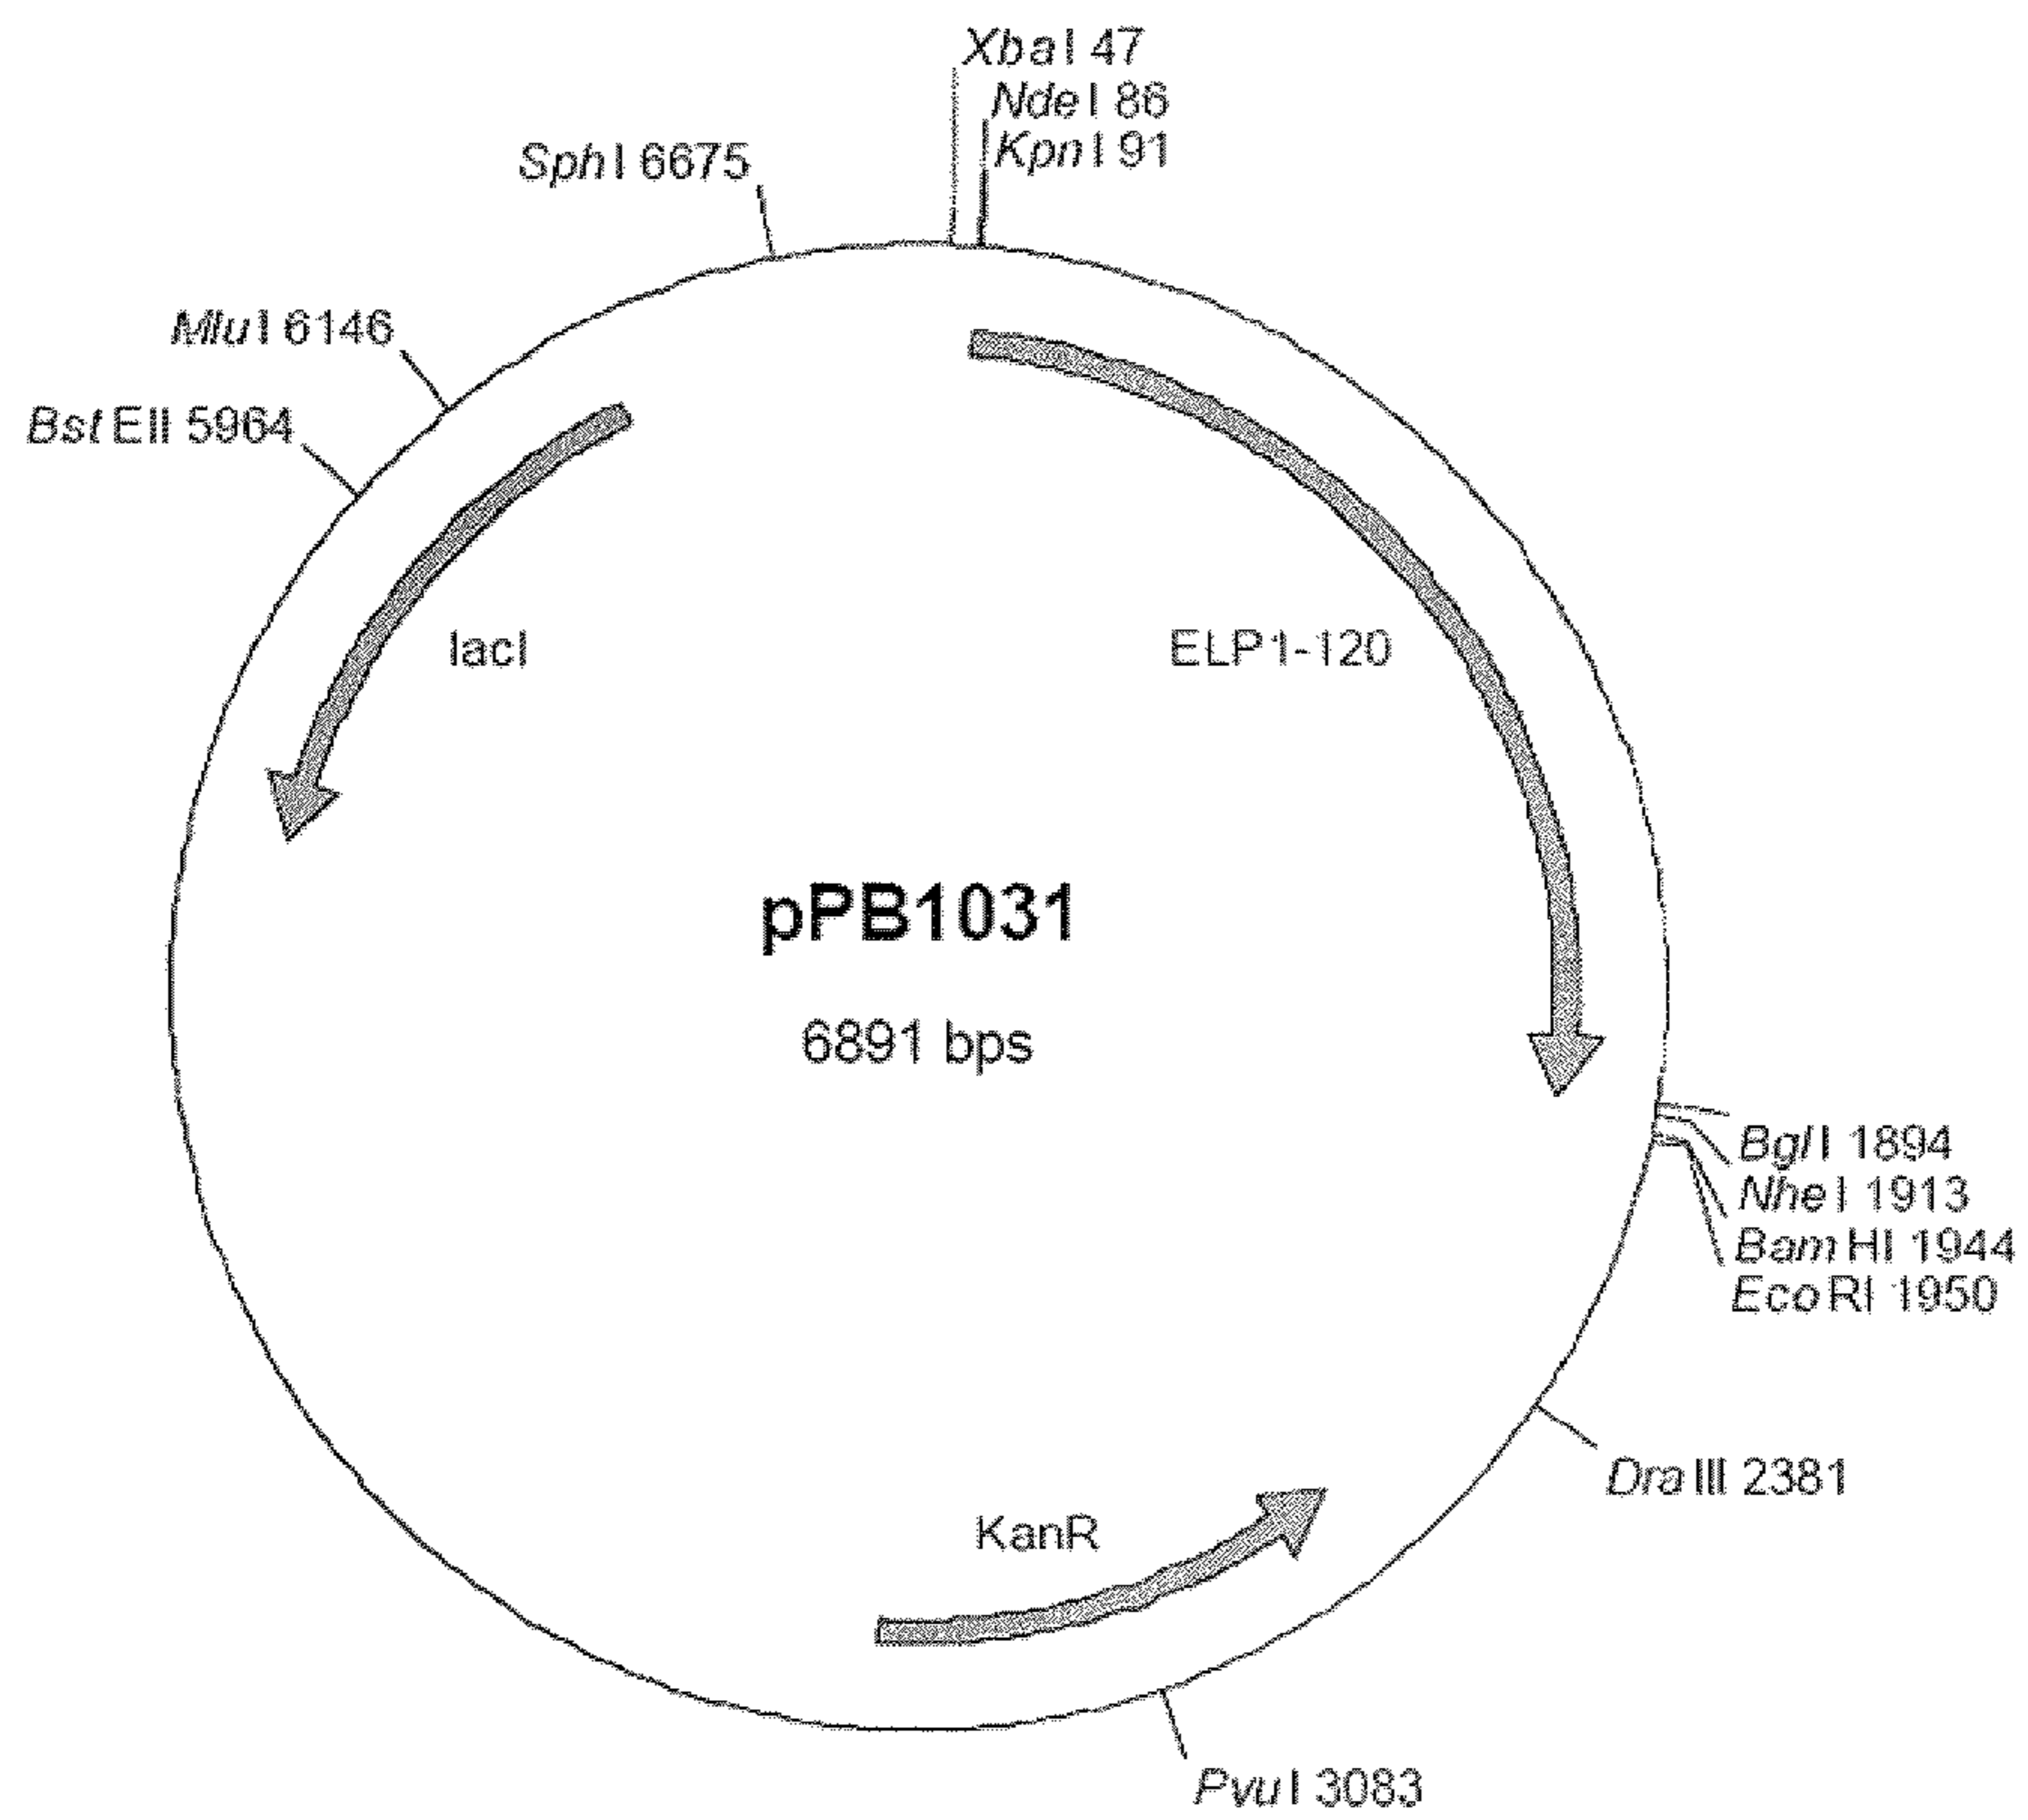 XbaI 47
NdeI 86
KpnI 91
SphI 6675
MluI 6146
BstEII 5964
lacI
ELP1-120
pPB1031
6891 bps
BglI 1894
NheI 1913
BamHI 1944
EcoRI 1950
DraIII 2381
KanR
PvuI 3083